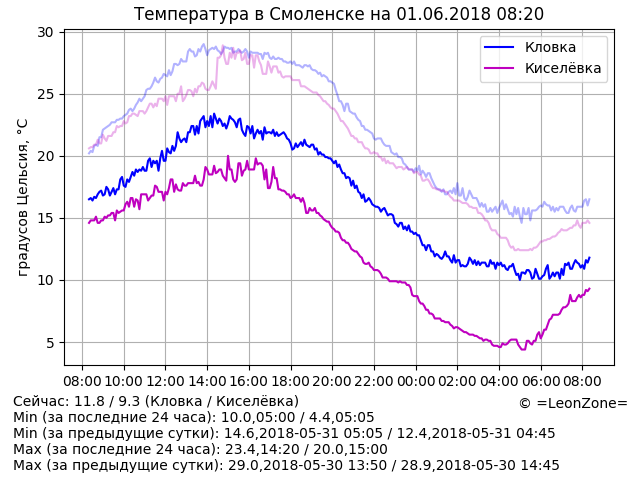 Температура в Смоленске на 01.06.2018 08:20
30
25
20
15
10
5
градусов Цельсия, °C
Кловка
Киселёвка
08:00 10:00 12:00 14:00 16:00 18:00 20:00 22:00 00:00 02:00 04:00 06:00 08:00
Сейчас: 11.8 / 9.3 (Кловка / Киселёвка)
© =LeonZone=
Min (за последние 24 часа): 10.0,05:00 / 4.4,05:05
Min (за предыдущие сутки): 14.6,2018-05-31 05:05 / 12.4,2018-05-31 04:45
Max (за последние 24 часа): 23.4,14:20 / 20.0,15:00
Max (за предыдущие сутки): 29.0,2018-05-30 13:50 / 28.9,2018-05-30 14:45